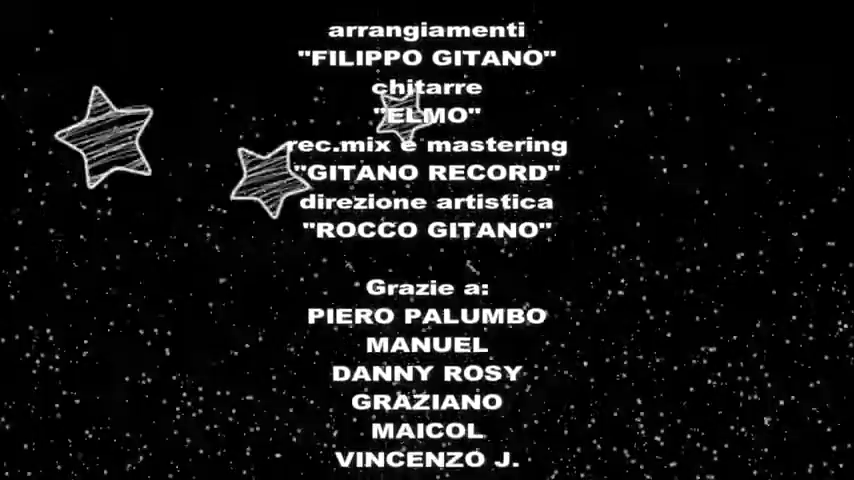 arrangiamenti
"FILIPPO GITANO"
chitarre
"ELMO"
rec.mix e mastering
"GITANO RECORD"
direzione artistica
"ROCCO GITANO"
Grazie a:
PIERO PALUMBO
MANUEL
DANNY ROSY
GRAZIANO
MAICOL
VINCENZO J.